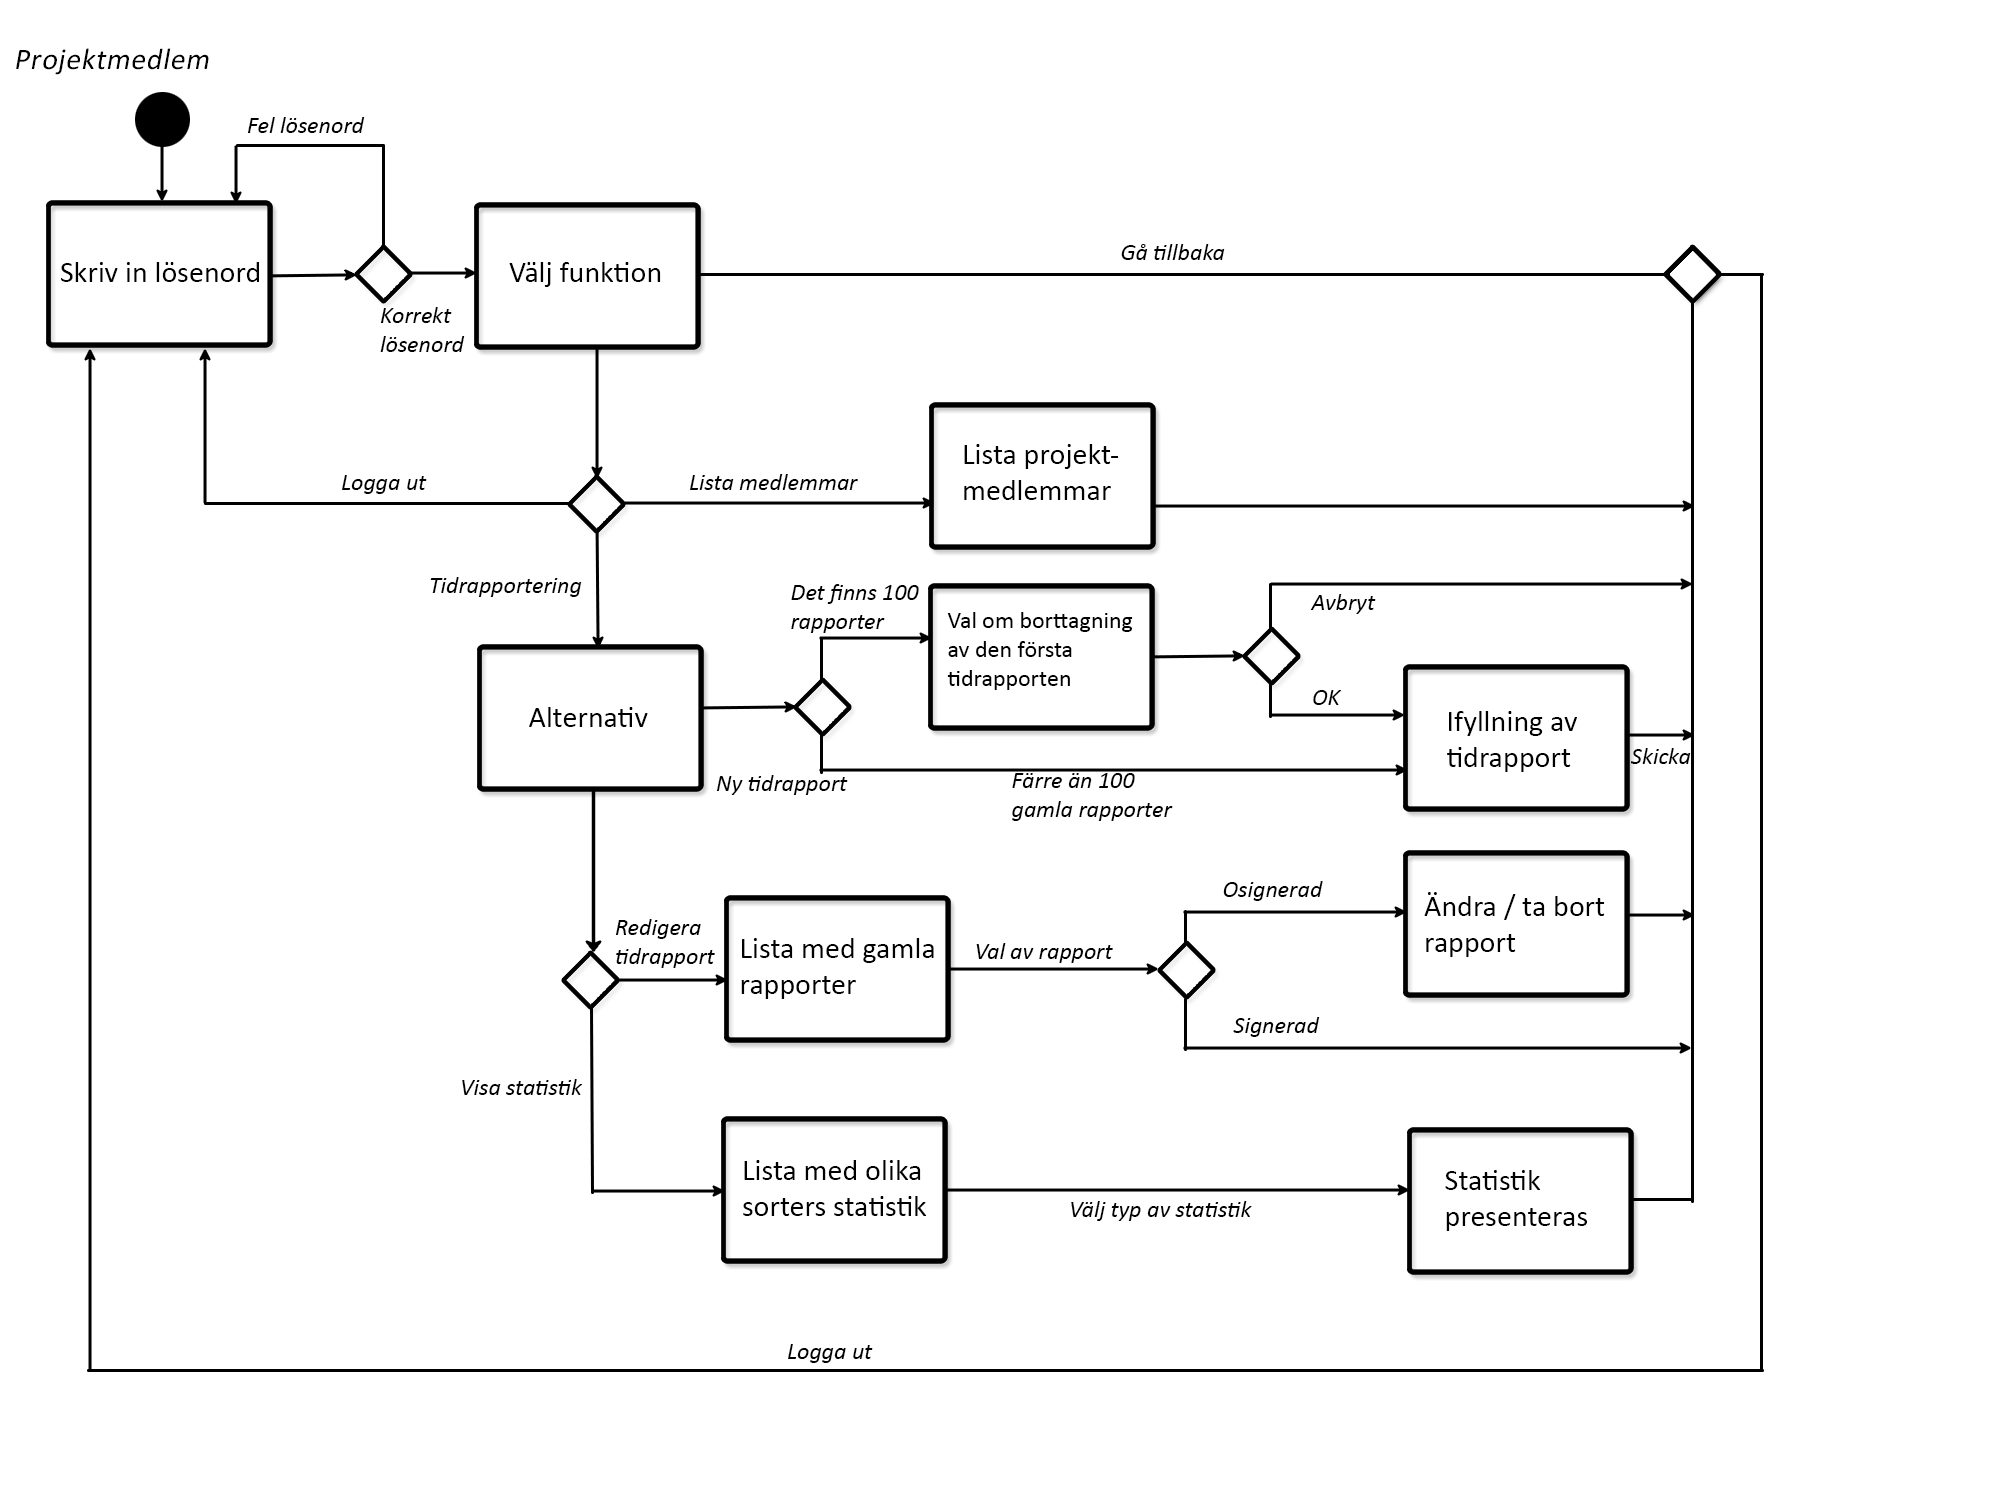 Projektmedlem
Fel lösenord
Skriv in lösenord
Välj funktion
Gå tillbaka
Korrekt
lösenord
Logga ut
Lista medlemmar
Lista projekt-
medlemmar
Tidrapportering
Det finns 100
rapporter
Val om borttagning
av den första
tidrapporten
Avbryt
OK
Alternativ
Ifyllning av
tidrapport
Skicka
Ny tidrapport
Färre än 100
gamla rapporter
Osignerad
Ändra / ta bort
rapport
Redigera
tidrapport
Lista med gamla
rapporter
Val av rapport
Signerad
Visa statistik
Lista med olika
sorters statistik
Välj typ av statistik
Statistik
presenteras
Logga ut